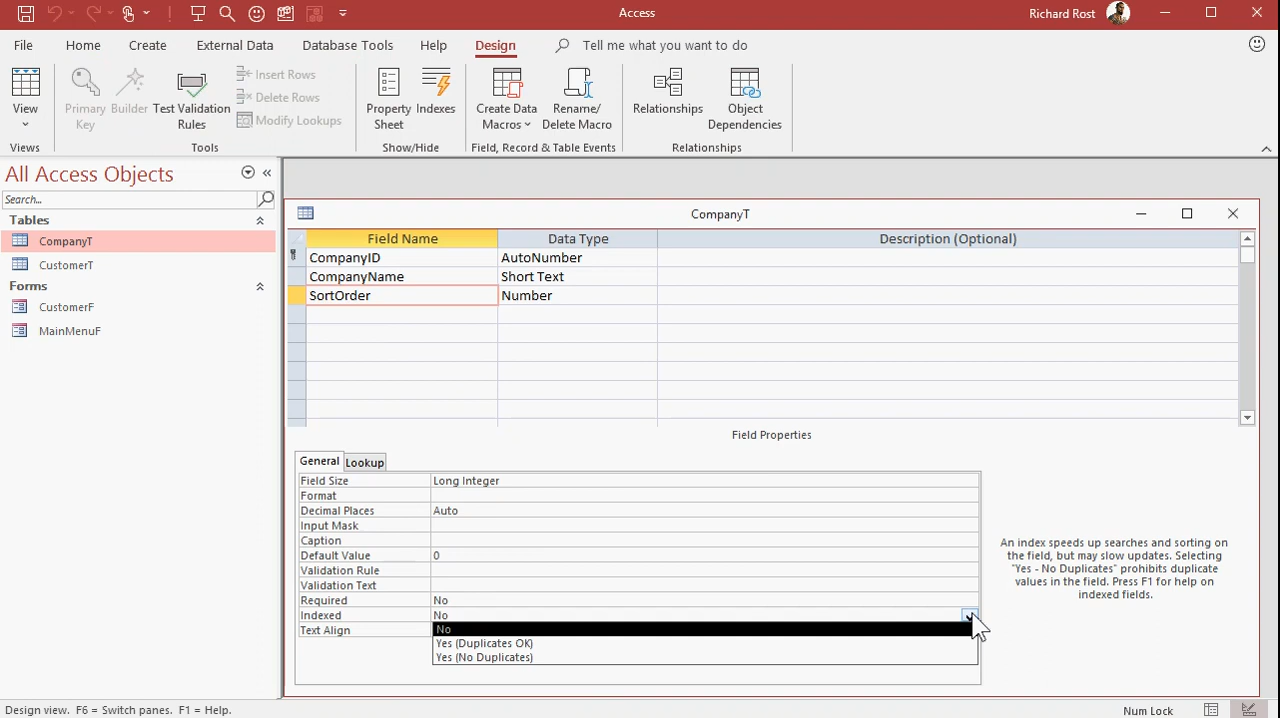 Access
Richard Rost
File
Home
Create
External Data
Database Tools
Help
Design
Tell me what you want to do
View
Primary
Key
Builder
Test Validation
Rules
Insert Rows
Delete Rows
Modify Lookups
Property
Sheet
Indexes
Create Data
Macros
Rename/
Delete Macro
Relationships
Object
Dependencies
Views
Tools
Show/Hide
Field, Record & Table Events
Relationships
All Access Objects
Search...
Tables
CompanyT
CustomerT
Forms
CustomerF
MainMenuF
CompanyT
Field Name Data Type Description (Optional)
CompanyID AutoNumber
CompanyName Short Text
SortOrder Number
Field Properties
General Lookup
Field Size Long Integer
Format
Decimal Places Auto
Input Mask
Caption
Default Value 0
Validation Rule
Validation Text
Required No
Indexed No
Text Align
No
Yes (Duplicates OK)
Yes (No Duplicates)
An index speeds up searches and sorting on
the field, but may slow updates. Selecting
"Yes - No Duplicates" prohibits duplicate
values in the field. Press F1 for help on
indexed fields.
Design view. F6 = Switch panes. F1 = Help.
Num Lock